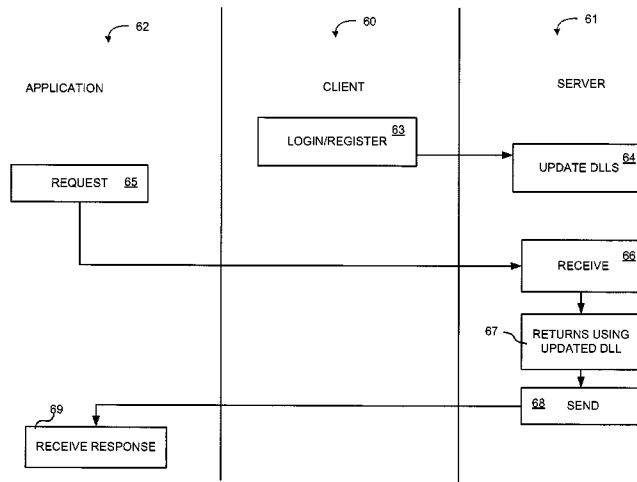 62
60
61
APPLICATION
CLIENT
SERVER
LOGIN/REGISTER 63
UPDATE DLLS 64
REQUEST 65
RECEIVE 66
67
RETURNS USING
UPDATED DLL
68 SEND
69
RECEIVE RESPONSE